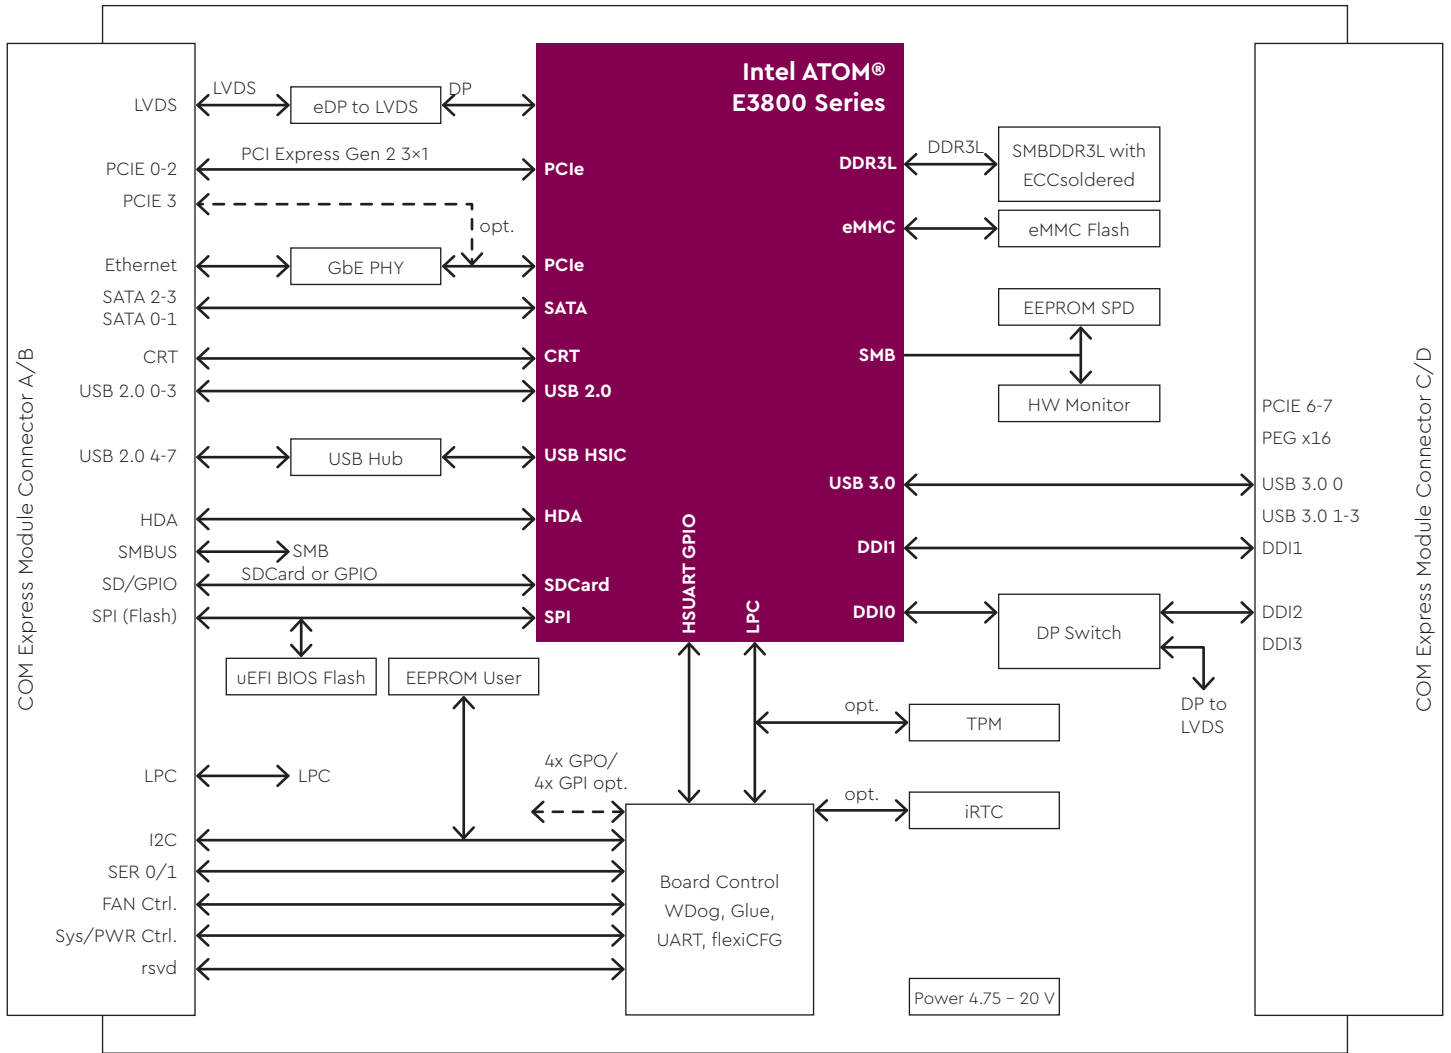 COM Express Module Connector A/B
LVDS
PCIE 0-2
PCIE 3
Ethernet
SATA 2-3
SATA 0-1
CRT
USB 2.0 0-3
USB 2.0 4-7
HDA
SMBUS
SD/GPIO
SPI (Flash)
LPC
I2C
SER 0/1
FAN Ctrl.
Sys/PWR Ctrl.
rsvd
LVDS
eDP to LVDS
DP
PCI Express Gen 2 3×1
opt.
GbE PHY
USB Hub
SMB
SDCard or GPIO
uEFI BIOS Flash
EEPROM User
LPC
4x GPO/
4x GPI opt.
Intel ATOM®
E3800 Series
PCIe
PCIe
SATA
CRT
USB 2.0
USB HSIC
HDA
SDCard
SPI
HSUART GPIO
LPC
DDR3L
eMMC
SMB
USB 3.0
DDI1
DDI0
DDR3L
SMBDDR3L with
ECCsoldered
eMMC Flash
EEPROM SPD
HW Monitor
DP Switch
DP to
LVDS
opt.
TPM
opt.
iRTC
Board Control
WDog, Glue,
UART, flexiCFG
Power 4.75 – 20 V
PCIE 6-7
PEG x16
USB 3.0 0
USB 3.0 1-3
DDI1
DDI2
DDI3
COM Express Module Connector C/D